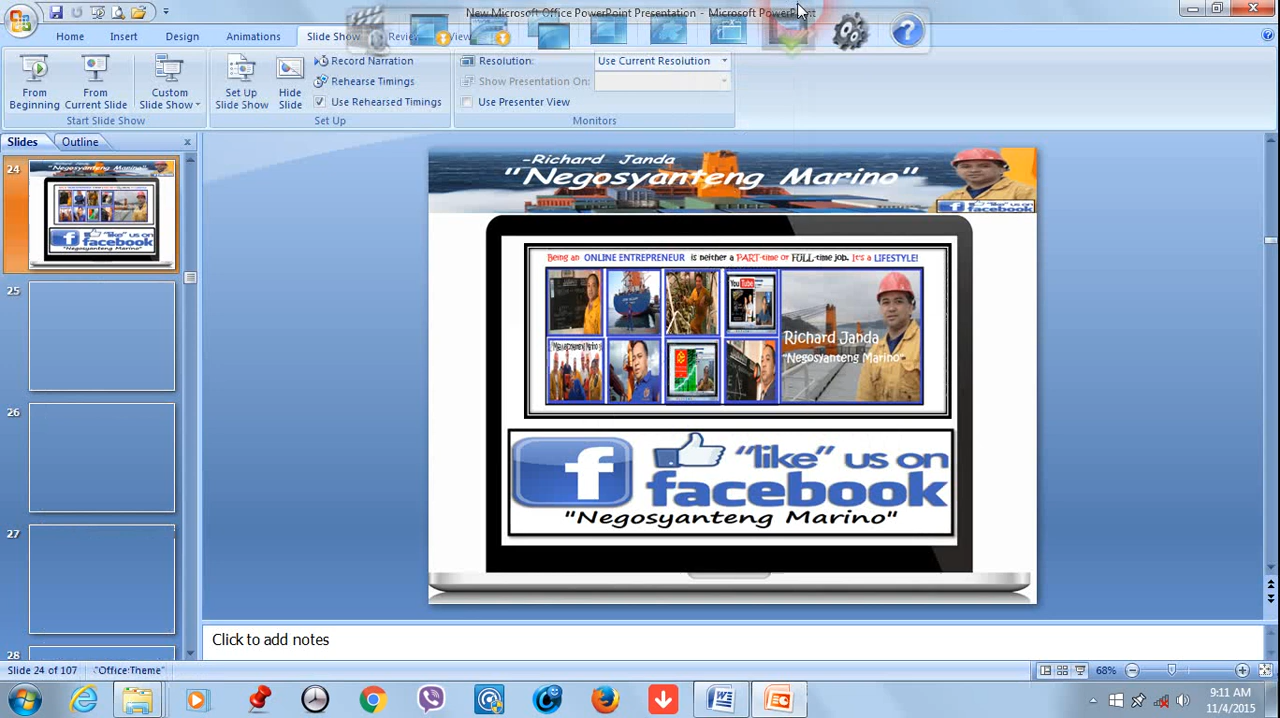 New Microsoft Office PowerPoint Presentation - Microsoft PowerPoint
Home Insert Design Animations Slide Show Review View
From Beginning
From Current Slide
Custom Slide Show
Set Up Slide Show
Hide Slide
Record Narration
Rehearse Timings
Use Rehearsed Timings
Resolution: Use Current Resolution
Show Presentation On:
Use Presenter View
Start Slide Show Set Up Monitors
Slides Outline
24
25
26
27
28
-Richard Janda
"Negosyanteng Marino"
Being an ONLINE ENTREPRENEUR is neither a PART-time or FULL-time job. It's a LIFESTYLE!
You Tube
Richard Janda
"Negosyanteng Marino"
"like" us on
facebook
"Negosyanteng Marino"
Click to add notes
Slide 24 of 107 "Office Theme" 68%
9:11 AM
11/4/2015